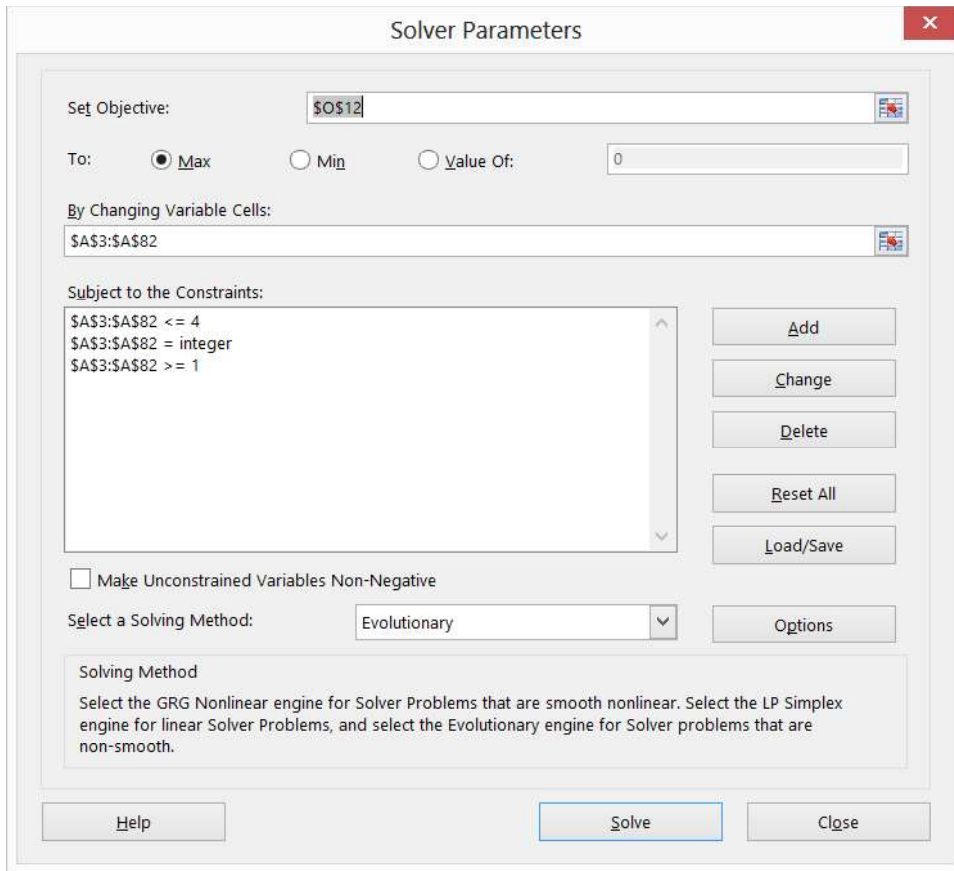 Solver Parameters
Set Objective: $O$12
To: Max Min Value Of: 0
By Changing Variable Cells:
$A$3:$A$82
Subject to the Constraints:
$A$3:$A$82 <= 4
$A$3:$A$82 = integer
$A$3:$A$82 >= 1
Add
Change
Delete
Reset All
Load/Save
Make Unconstrained Variables Non-Negative
Select a Solving Method: Evolutionary Options
Solving Method
Select the GRG Nonlinear engine for Solver Problems that are smooth nonlinear. Select the LP Simplex
engine for linear Solver Problems, and select the Evolutionary engine for Solver problems that are
non-smooth.
Help Solve Close